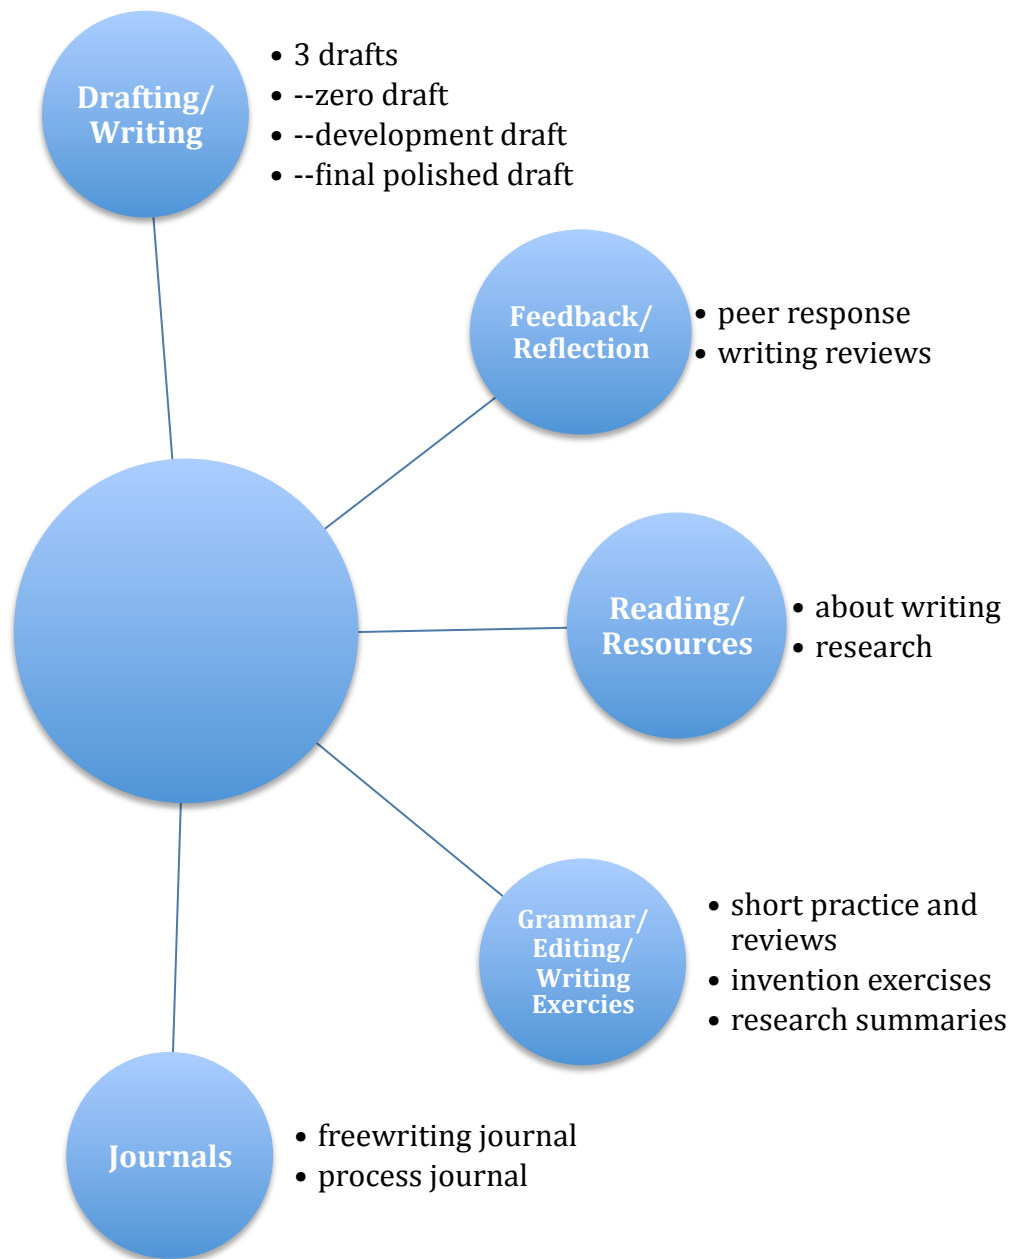 Drafting/
Writing
• 3 drafts
• --zero draft
• --development draft
• --final polished draft
Feedback/
Reflection
• peer response
• writing reviews
Reading/
Resources
• about writing
• research
Grammar/
Editing/
Writing
Exercies
• short practice and
reviews
• invention exercises
• research summaries
Journals
• freewriting journal
• process journal